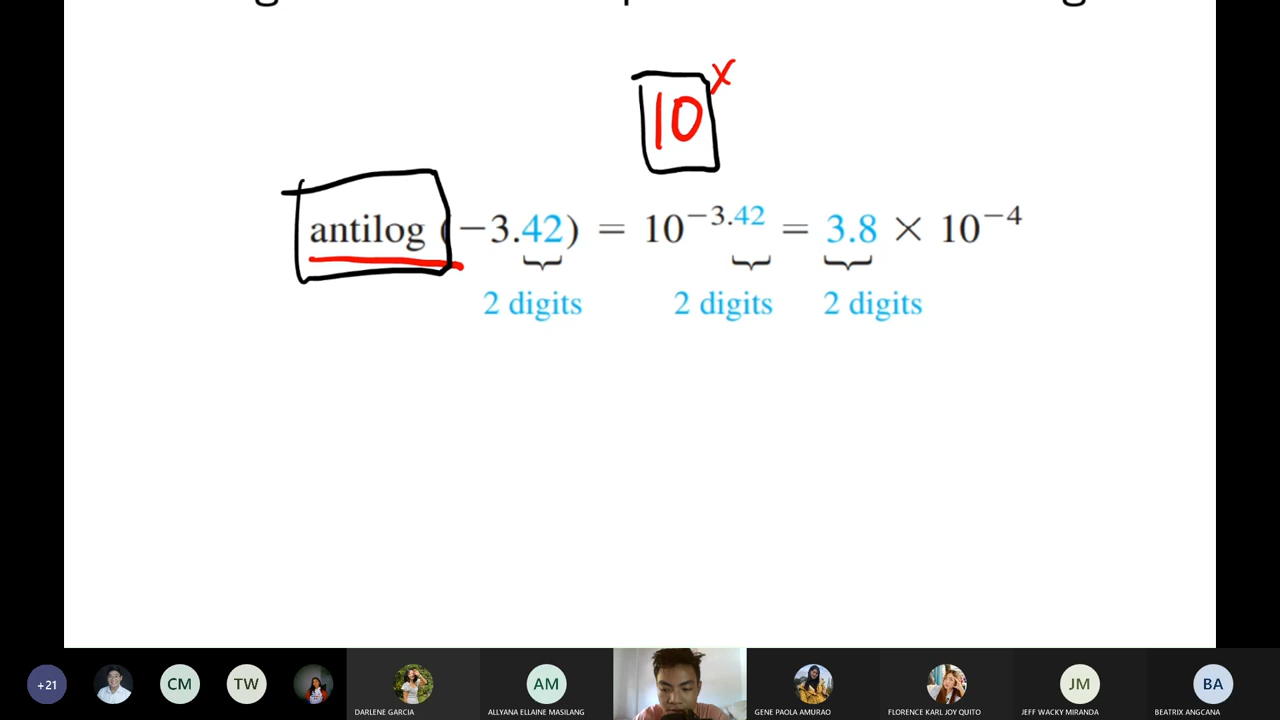 10^x
antilog (−3.42) = 10^−3.42 = 3.8 × 10^−4
2 digits 2 digits 2 digits
+21 CM TW AM JM BA
DARLENE GARCIA ALLYANA ELLAINE MASILANG GENE PAOLA AMURAO FLORENCE KARL JOY QUITO JEFF WACKY MIRANDA BEATRIX ANGCANA